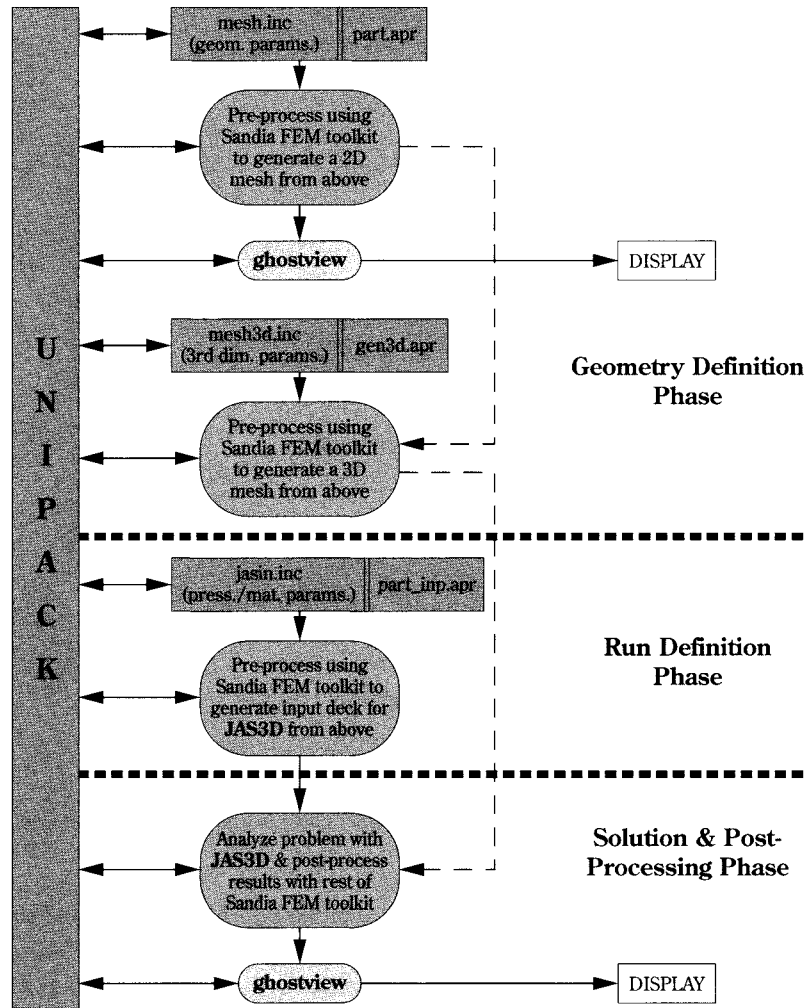 mesh.inc
(geom. params.)
part.apr
Pre-process using
Sandia FEM toolkit
to generate a 2D
mesh from above
ghostview
DISPLAY
mesh3d.inc
(3rd dim. params.)
gen3d.apr
Geometry Definition
Phase
Pre-process using
Sandia FEM toolkit
to generate a 3D
mesh from above
U
N
I
P
A
C
K
jasin.inc
(press./mat. params.)
part_inp.apr
Run Definition
Phase
Pre-process using
Sandia FEM toolkit to
generate input deck for
JAS3D from above
Solution & Post-
Processing Phase
Analyze problem with
JAS3D & post-process
results with rest of
Sandia FEM toolkit
ghostview
DISPLAY